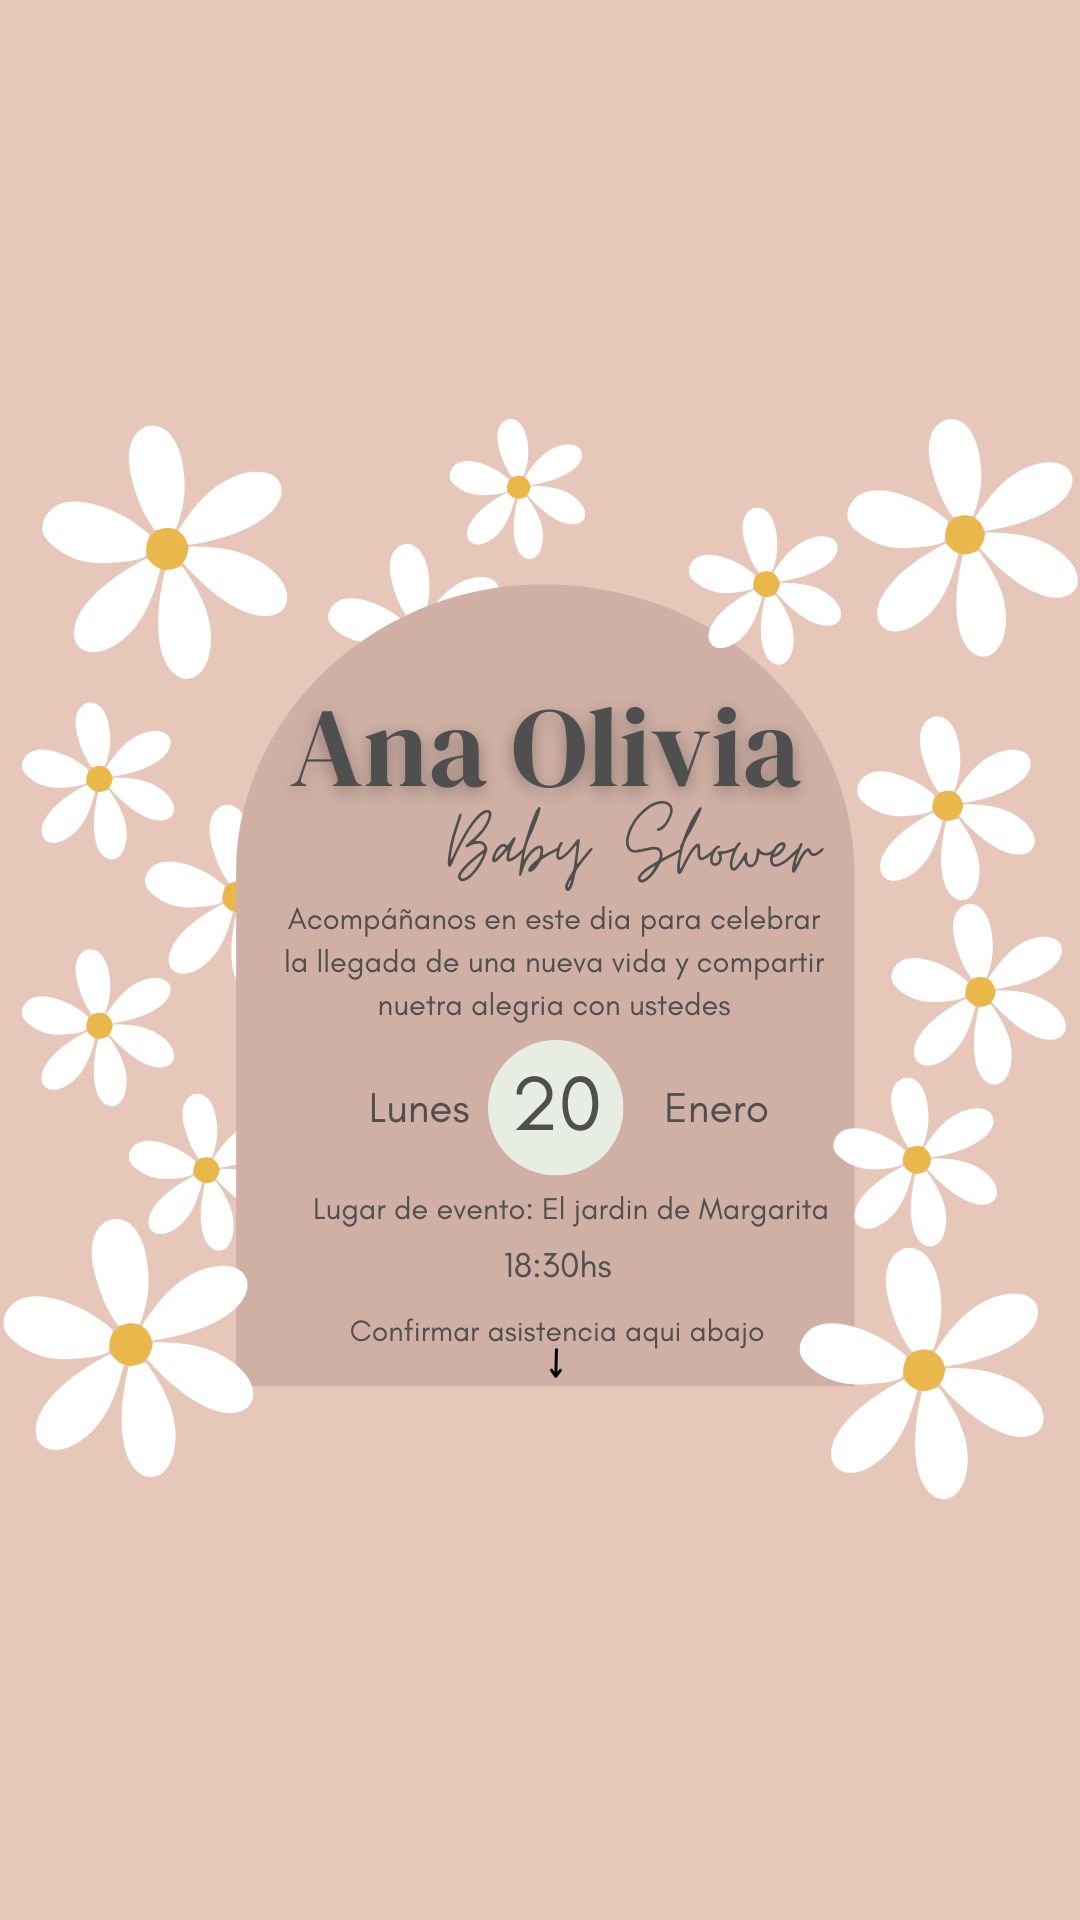 Ana Olivia
Baby Shower
Acompáñanos en este dia para celebrar
la llegada de una nueva vida y compartir
nuetra alegria con ustedes
Lunes 20 Enero
Lugar de evento: El jardin de Margarita
18:30hs
Confirmar asistencia aqui abajo